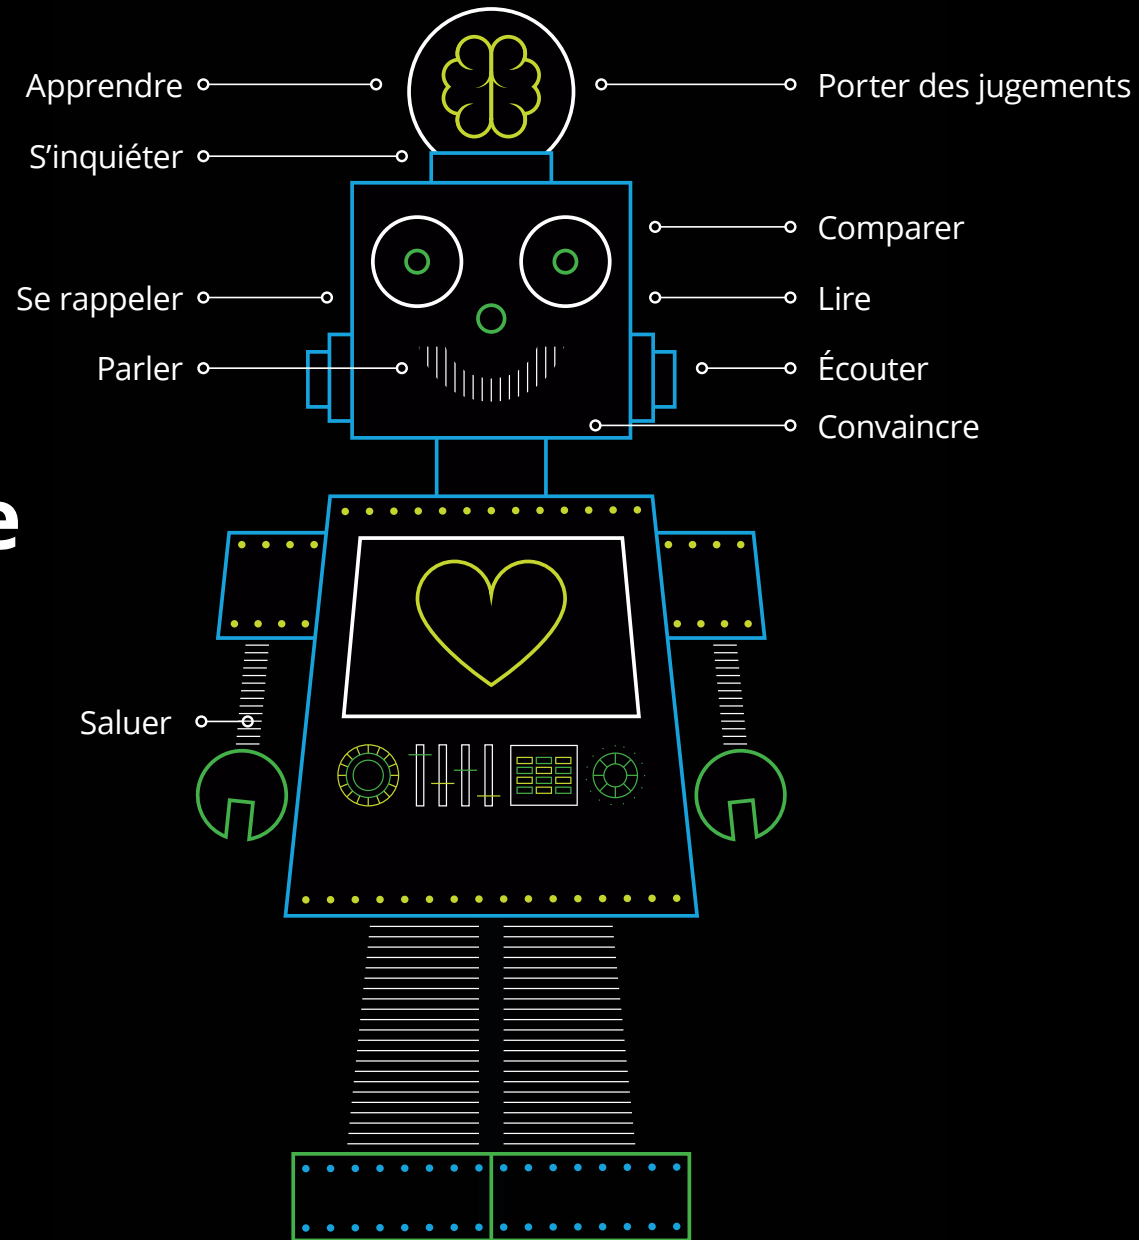 Apprendre
Porter des jugements
S’inquiéter
Comparer
Se rappeler
Lire
Parler
Écouter
Convaincre
e
Saluer